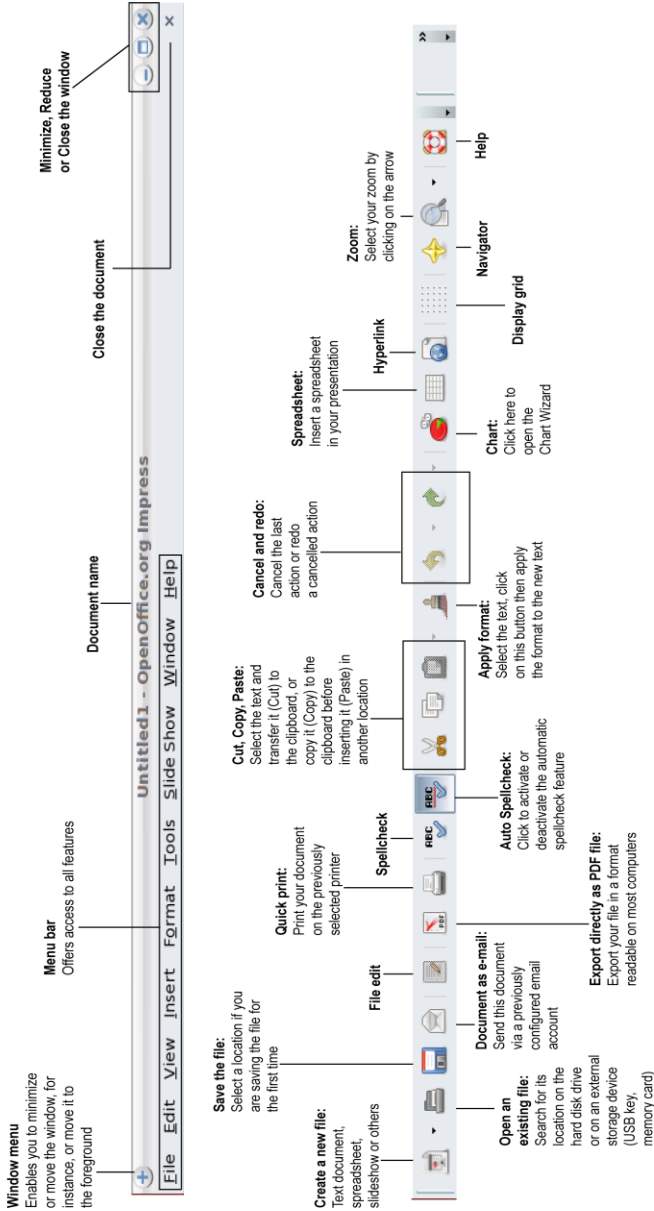 Window menu
Enables you to minimize
or move the window, for
instance, or move it to
the foreground
Menu bar
Offers access to all features
Document name
Close the document
Minimize, Reduce
or Close the window
Untitled1 - OpenOffice.org Impress
File Edit View Insert Format Tools Slide Show Window Help
Create a new file:
Text document,
spreadsheet,
slideshow or others
Save the file:
Select a location if you
are saving the file for
the first time
File edit
Quick print:
Print your document
on the previously
selected printer
Spellcheck
Cut, Copy, Paste:
Select the text and
transfer it (Cut) to
the clipboard, or
copy it (Copy) to the
clipboard before
inserting it (Paste) in
another location
Cancel and redo:
Cancel the last
action or redo
a cancelled action
Spreadsheet:
Insert a spreadsheet
in your presentation
Hyperlink
Zoom:
Select your zoom by
clicking on the arrow
PDF
ABC
ABC
Open an
existing file:
Search for its
location on the
hard disk drive
or on an external
storage device
(USB key,
memory card)
Document as e-mail:
Send this document
via a previously
configured email
account
Export directly as PDF file:
Export your file in a format
readable on most computers
Auto Spellcheck:
Click to activate or
deactivate the automatic
spellcheck feature
Apply format:
Select the text, click
on this button then apply
the format to the new text
Chart:
Click here to
open the
Chart Wizard
Display grid
Navigator
Help